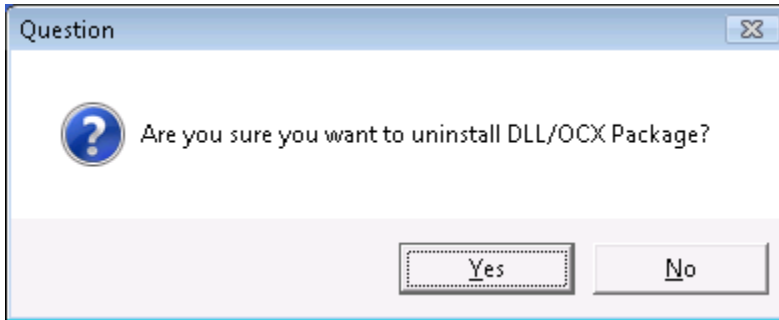 Question
Are you sure you want to uninstall DLL/OCX Package?
Yes
No